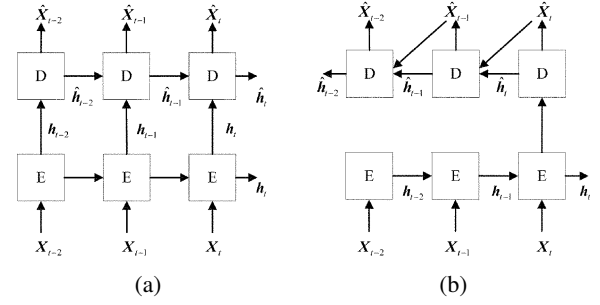 X̂_{t−2} X̂_{t−1} X̂_t
D D D
ĥ_{t−2} ĥ_{t−1} ĥ_t
h_{t−2} h_{t−1} h_t
E E E
h_t
X_{t−2} X_{t−1} X_t
(a)
X̂_{t−2} X̂_{t−1} X̂_t
D D D
ĥ_{t−2} ĥ_{t−1} ĥ_t
E E E
h_{t−2} h_{t−1} h_t
X_{t−2} X_{t−1} X_t
(b)